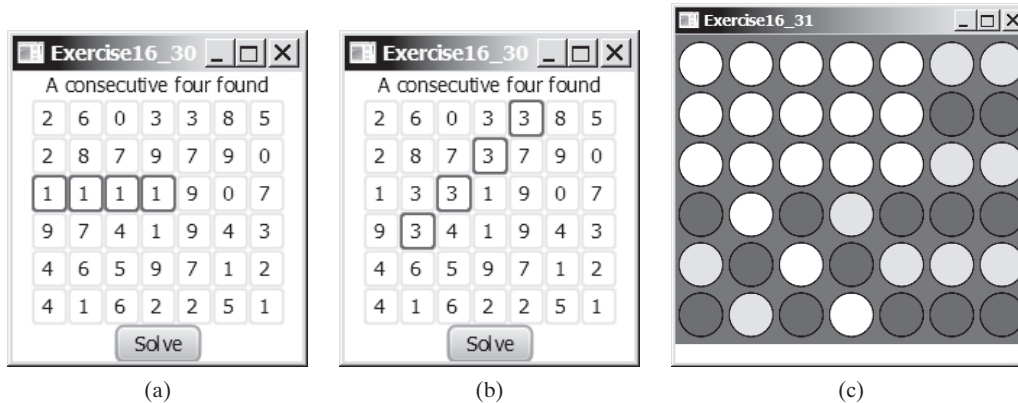 Exercise16_30
A consecutive four found
2 6 0 3 3 8 5
2 8 7 9 7 9 0
1 1 1 1 9 0 7
9 7 4 1 9 4 3
4 6 5 9 7 1 2
4 1 6 2 2 5 1
Solve
(a)
Exercise16_30
A consecutive four found
2 6 0 3 3 8 5
2 8 7 3 7 9 0
1 3 3 1 9 0 7
9 3 4 1 9 4 3
4 6 5 9 7 1 2
4 1 6 2 2 5 1
Solve
(b)
Exercise16_31
(c)